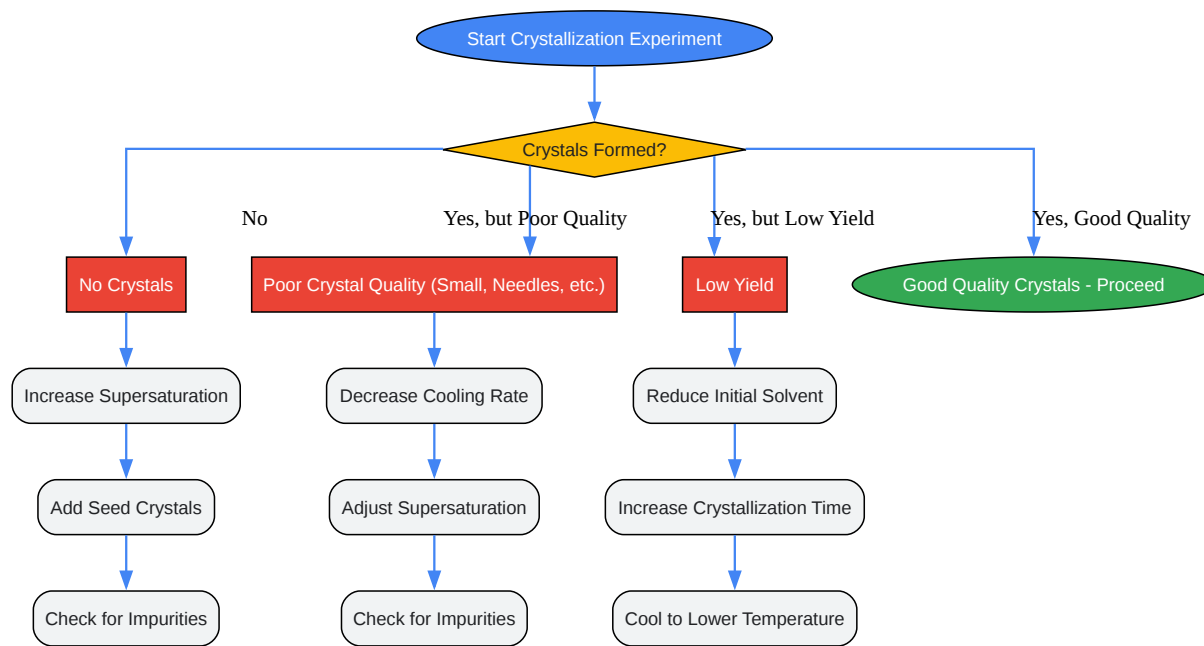 Start Crystallization Experiment
Crystals Formed?
No
Yes, but Poor Quality
Yes, but Low Yield
Yes, Good Quality
No Crystals
Poor Crystal Quality (Small, Needles, etc.)
Low Yield
Good Quality Crystals - Proceed
Increase Supersaturation
Decrease Cooling Rate
Reduce Initial Solvent
Add Seed Crystals
Adjust Supersaturation
Increase Crystallization Time
Check for Impurities
Check for Impurities
Cool to Lower Temperature